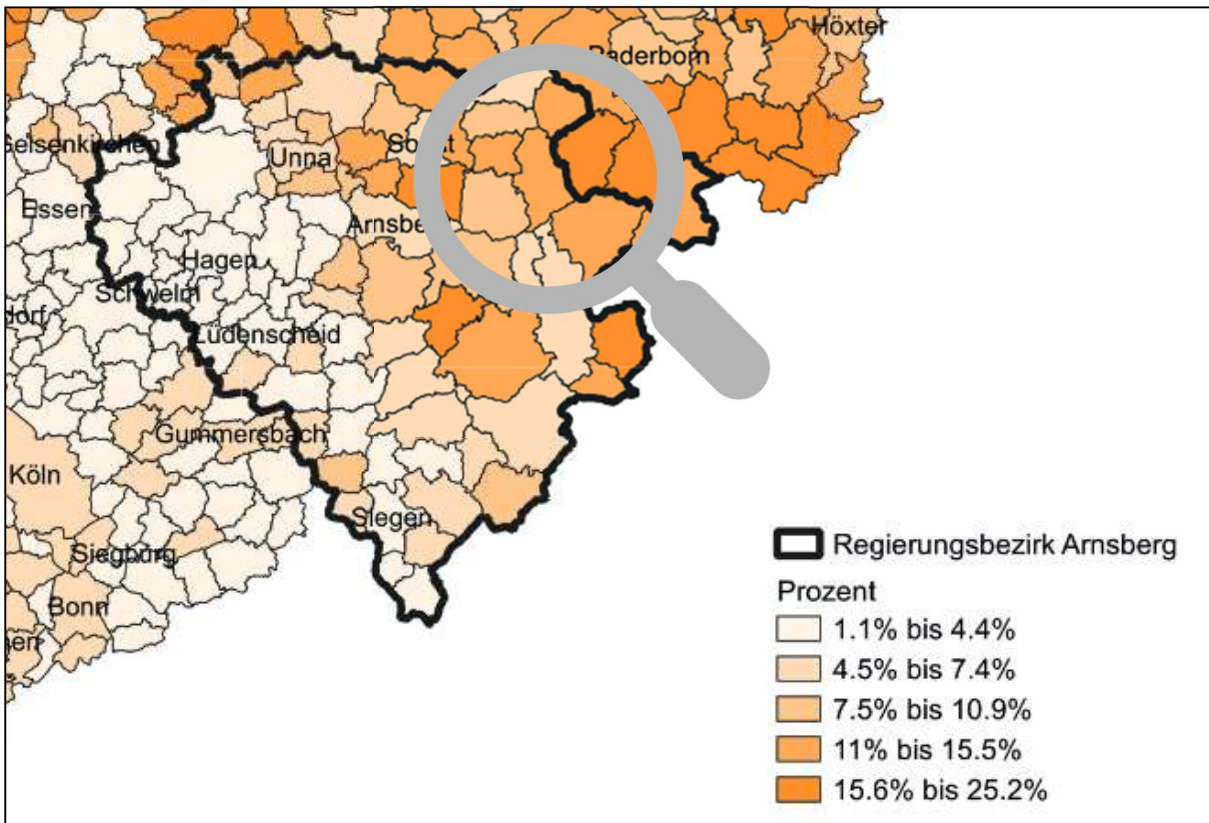 Höxter
Paderborn
Gelsenkirchen
Unna
Soest
Essen
Arnsberg
Hagen
Schwelm
Lüdenscheid
Gummersbach
Köln
Siegen
Siegburg
Bonn
Regierungsbezirk Arnsberg
Prozent
1.1% bis 4.4%
4.5% bis 7.4%
7.5% bis 10.9%
11% bis 15.5%
15.6% bis 25.2%